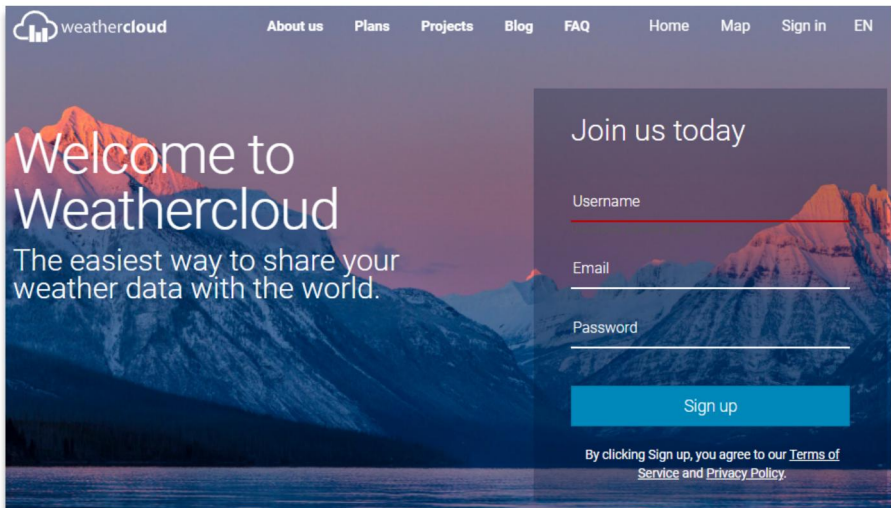 weathercloud
About us Plans Projects Blog FAQ Home Map Sign in EN
Welcome to
Weathercloud
The easiest way to share your
weather data with the world.
Join us today
Username
Email
Password
Sign up
By clicking Sign up, you agree to our Terms of
Service and Privacy Policy.